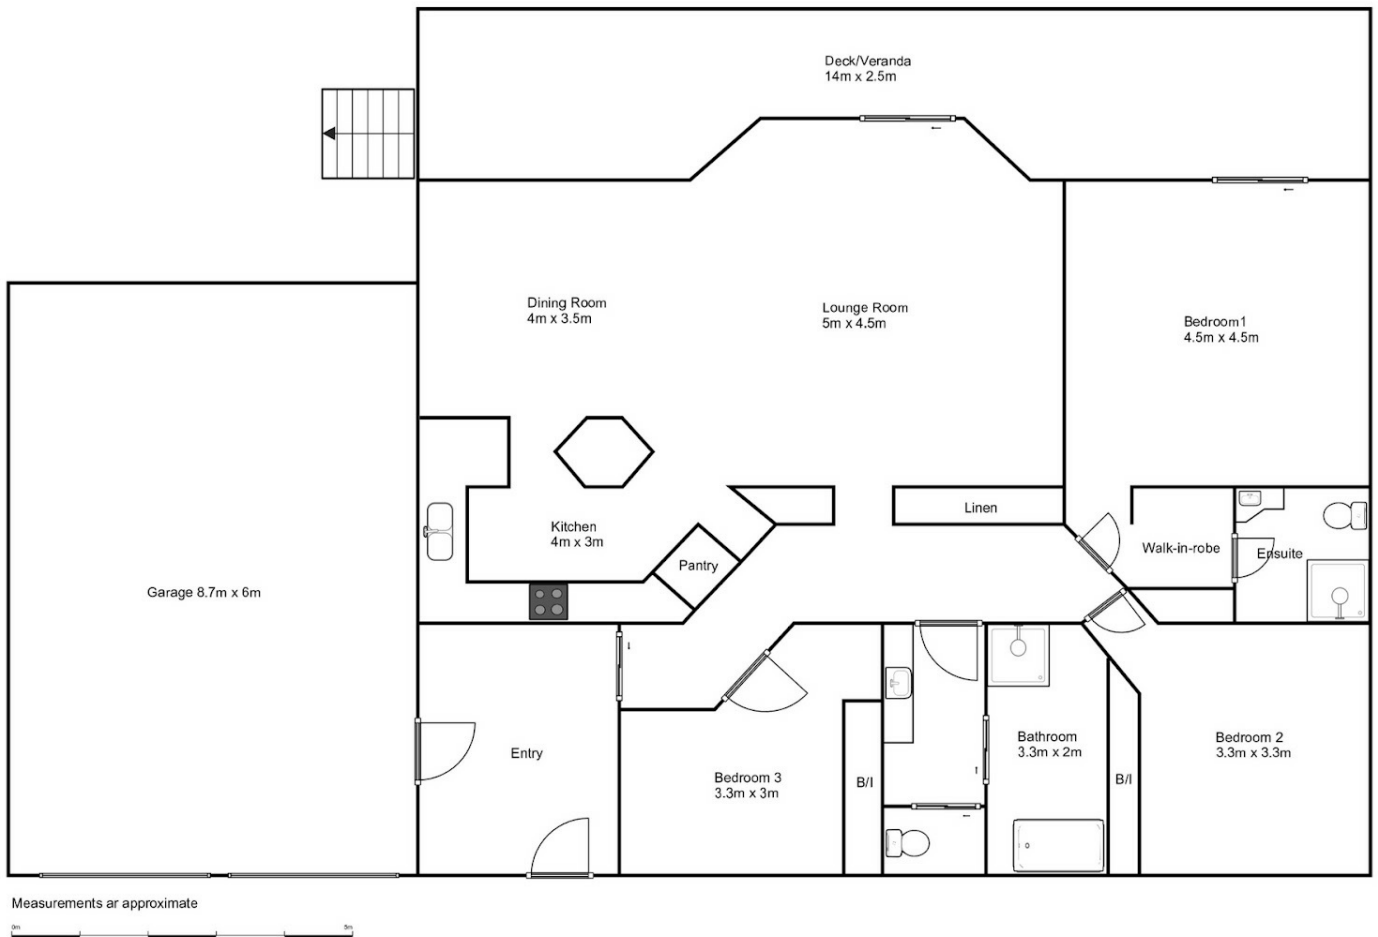 Deck/Veranda
14m x 2.5m
Dining Room
4m x 3.5m
Lounge Room
5m x 4.5m
Bedroom1
4.5m x 4.5m
Linen
Kitchen
4m x 3m
Pantry
Walk-in-robe
Ensuite
Garage 8.7m x 6m
Entry
Bedroom 3
3.3m x 3m
B/I
Bathroom
3.3m x 2m
B/I
Bedroom 2
3.3m x 3.3m
Measurements ar approximate
0m
5m